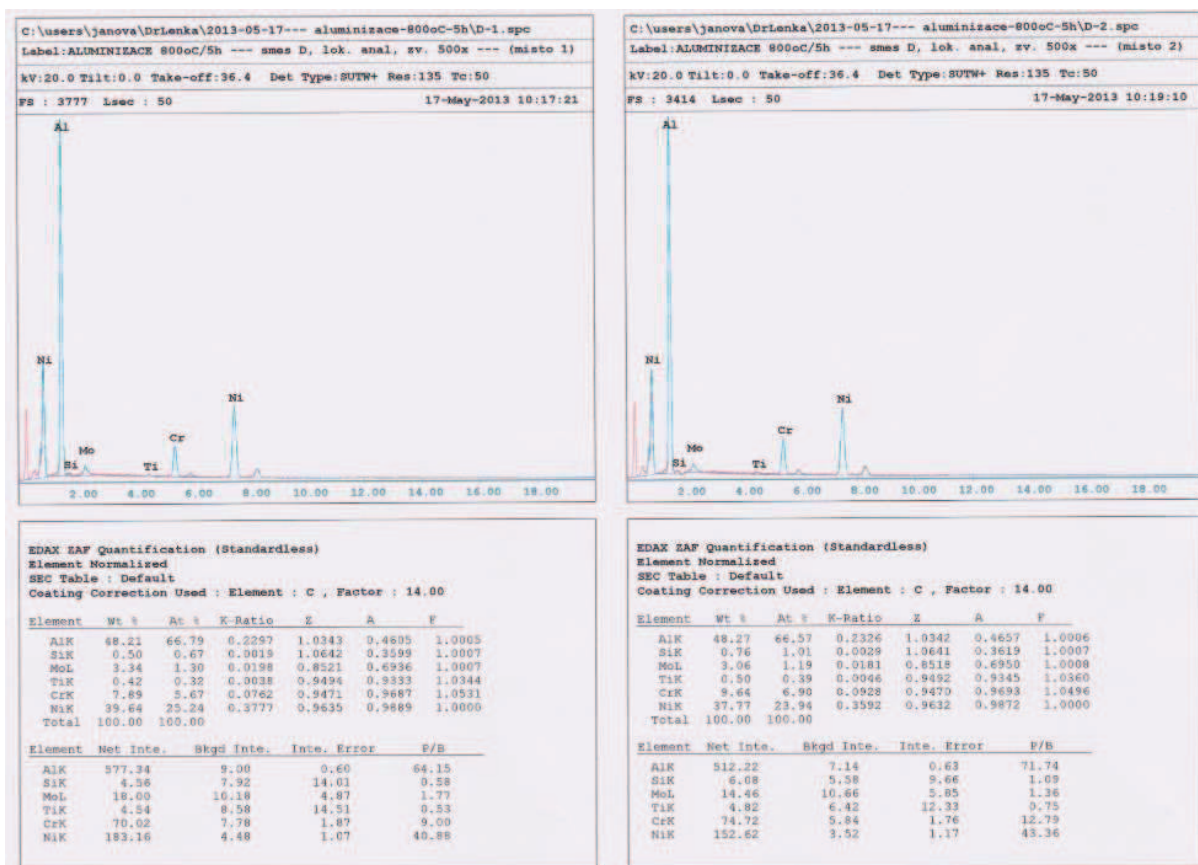 C:\users\janova\DrLenka\2013-05-17--- aluminizace-800oC-5h\D-1.spc
Label:ALUMINIZACE 800oC/5h --- smes D, lok. anal, zv. 500x --- (misto 1)
kV:20.0 Tilt:0.0 Take-off:36.4 Det Type:SUTW+ Res:135 Tc:50
FS : 3777 Lsec : 50 17-May-2013 10:17:21
Al
Ni
Ni
Cr
Mo
Si
Ti
2.00 4.00 6.00 8.00 10.00 12.00 14.00 16.00 18.00
EDAX ZAF Quantification (Standardless)
Element Normalized
SEC Table : Default
Coating Correction Used : Element : C , Factor : 14.00
Element Wt % At % K-Ratio Z A F
AlK 48.21 66.79 0.2297 1.0343 0.4605 1.0005
SiK 0.50 0.67 0.0019 1.0642 0.3599 1.0007
MoL 3.34 1.30 0.0198 0.8521 0.6936 1.0007
TiK 0.42 0.32 0.0038 0.9494 0.9333 1.0344
CrK 7.89 5.67 0.0762 0.9471 0.9687 1.0531
NiK 39.64 25.24 0.3777 0.9635 0.9889 1.0000
Total 100.00 100.00
Element Net Inte. Bkgd Inte. Inte. Error P/B
AlK 577.34 9.00 0.60 64.15
SiK 4.56 7.92 14.01 0.58
MoL 18.00 10.18 4.87 1.77
TiK 4.54 8.58 14.51 0.53
CrK 70.02 7.78 1.87 9.00
NiK 183.16 4.48 1.07 40.88
C:\users\janova\DrLenka\2013-05-17--- aluminizace-800oC-5h\D-2.spc
Label:ALUMINIZACE 800oC/5h --- smes D, lok. anal, zv. 500x --- (misto 2)
kV:20.0 Tilt:0.0 Take-off:36.4 Det Type:SUTW+ Res:135 Tc:50
FS : 3414 Lsec : 50 17-May-2013 10:19:10
Al
Ni
Ni
Cr
Mo
Si
Ti
2.00 4.00 6.00 8.00 10.00 12.00 14.00 16.00 18.00
EDAX ZAF Quantification (Standardless)
Element Normalized
SEC Table : Default
Coating Correction Used : Element : C , Factor : 14.00
Element Wt % At % K-Ratio Z A F
AlK 48.27 66.57 0.2326 1.0342 0.4657 1.0006
SiK 0.76 1.01 0.0029 1.0641 0.3619 1.0007
MoL 3.06 1.19 0.0181 0.8518 0.6950 1.0008
TiK 0.50 0.39 0.0046 0.9492 0.9345 1.0360
CrK 9.64 6.90 0.0928 0.9470 0.9693 1.0496
NiK 37.77 23.94 0.3592 0.9632 0.9872 1.0000
Total 100.00 100.00
Element Net Inte. Bkgd Inte. Inte. Error P/B
AlK 512.22 7.14 0.63 71.74
SiK 6.08 5.58 9.66 1.09
MoL 14.46 10.66 5.85 1.36
TiK 4.82 6.42 12.33 0.75
CrK 74.72 5.84 1.76 12.79
NiK 152.62 3.52 1.17 43.36